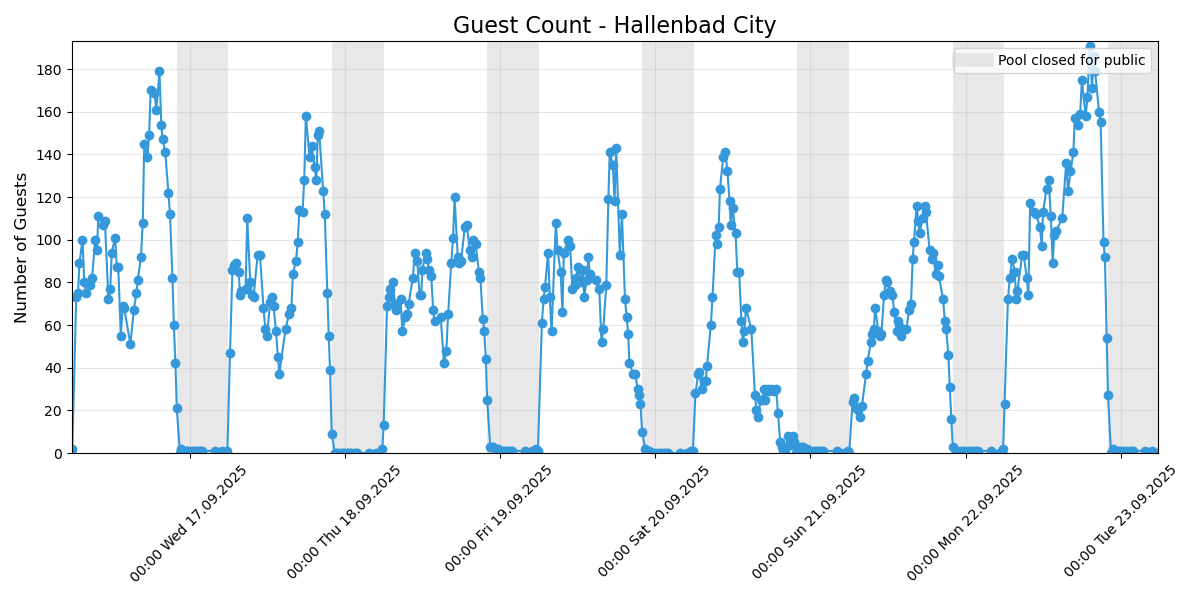 Guest Count - Hallenbad City
Pool closed for public
Number of Guests
180
160
140
120
100
80
60
40
20
0
00:00 Wed 17.09.2025
00:00 Thu 18.09.2025
00:00 Fri 19.09.2025
00:00 Sat 20.09.2025
00:00 Sun 21.09.2025
00:00 Mon 22.09.2025
00:00 Tue 23.09.2025